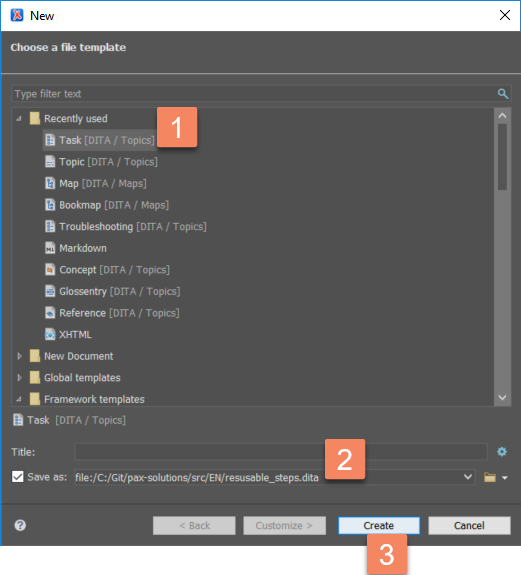 New
Choose a file template
Type filter text
Recently used
1
Task [DITA / Topics]
Topic [DITA / Topics]
Map [DITA / Maps]
Bookmap [DITA / Maps]
Troubleshooting [DITA / Topics]
Markdown
Concept [DITA / Topics]
Glossentry [DITA / Topics]
Reference [DITA / Topics]
XHTML
New Document
Global templates
Framework templates
Task [DITA / Topics]
Title:
2
Save as: file:/C:/Git/pax-solutions/src/EN/resusable_steps.dita
< Back Customize > Create Cancel
3